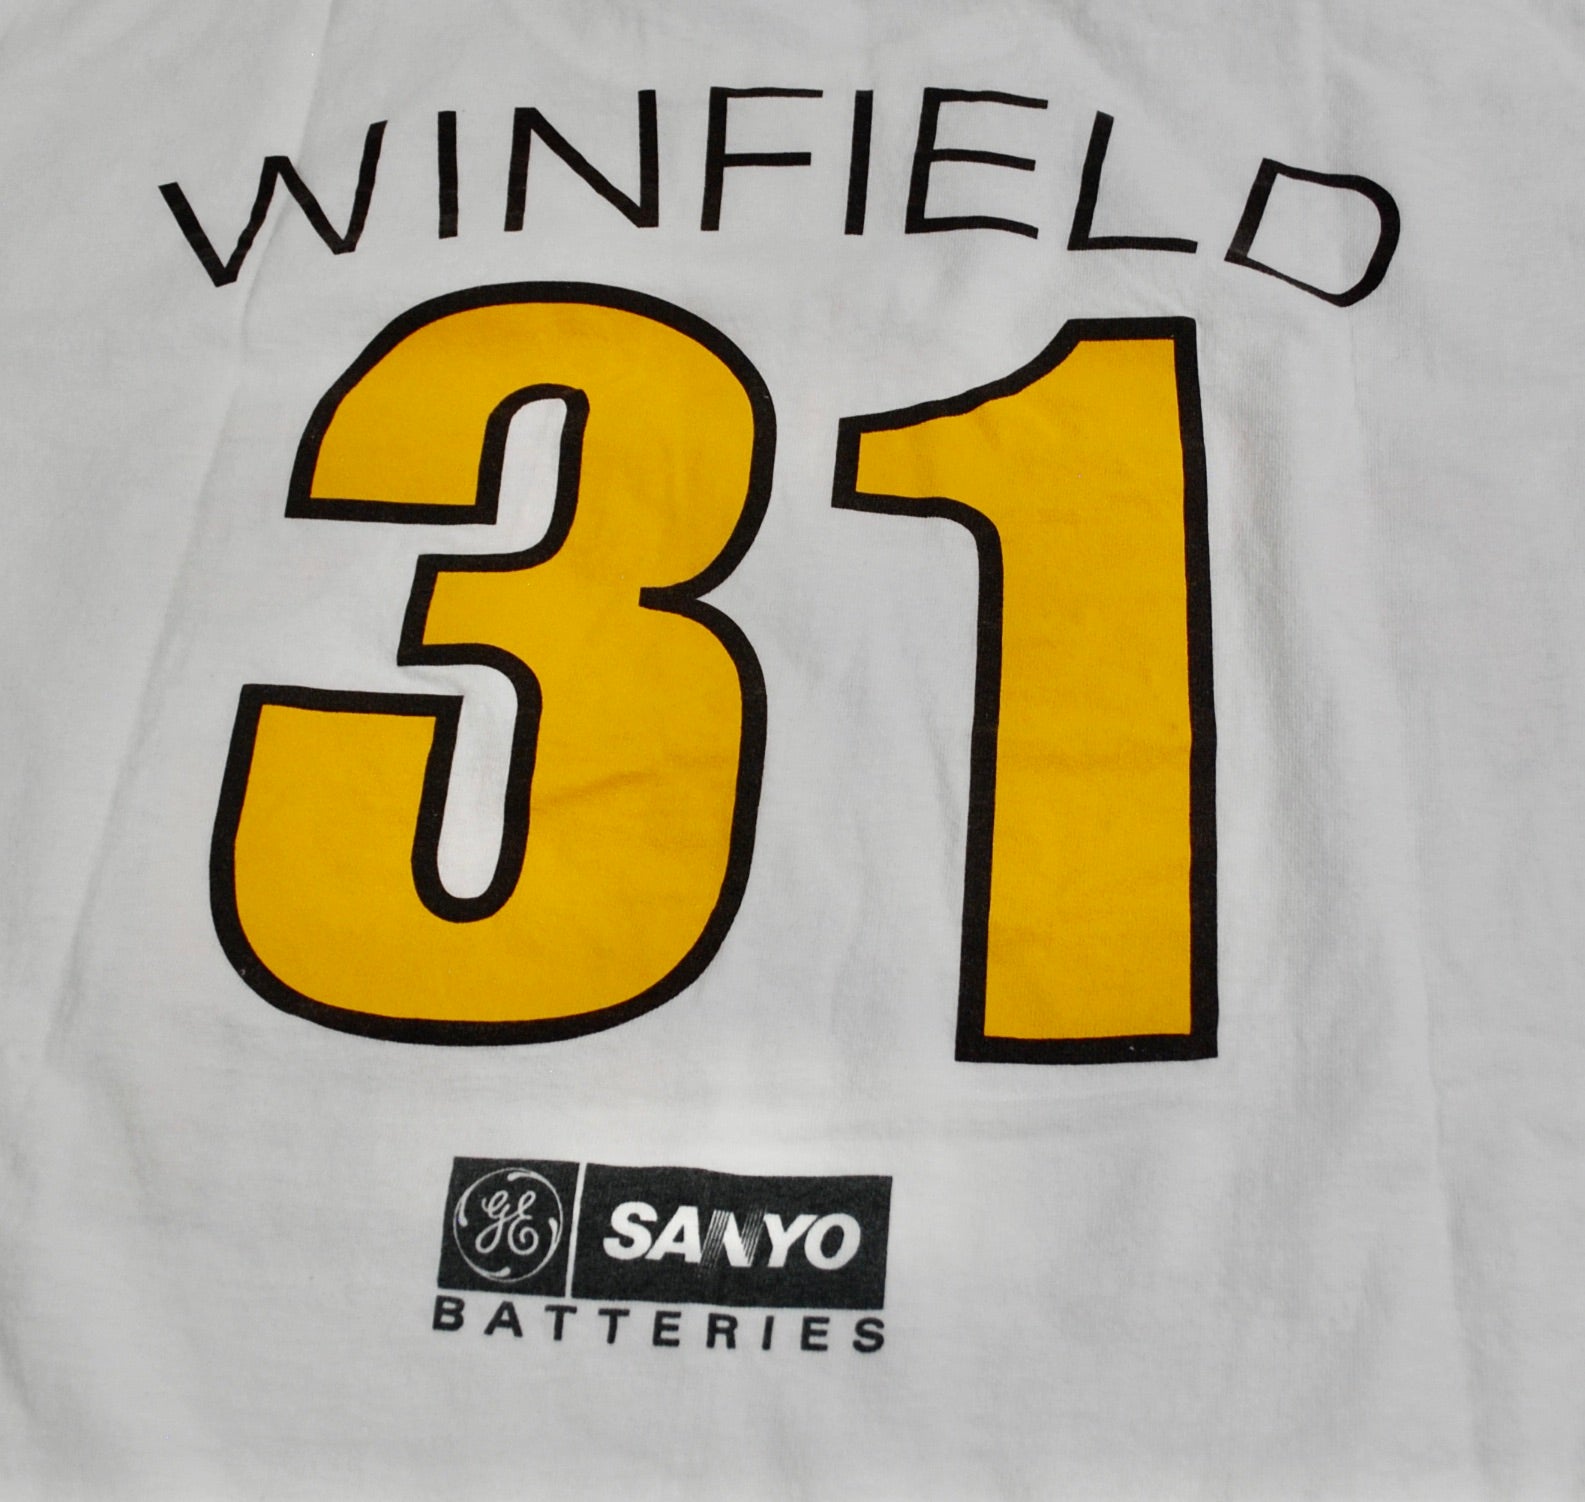 WINFIELD
31
GE SANYO
BATTERIES